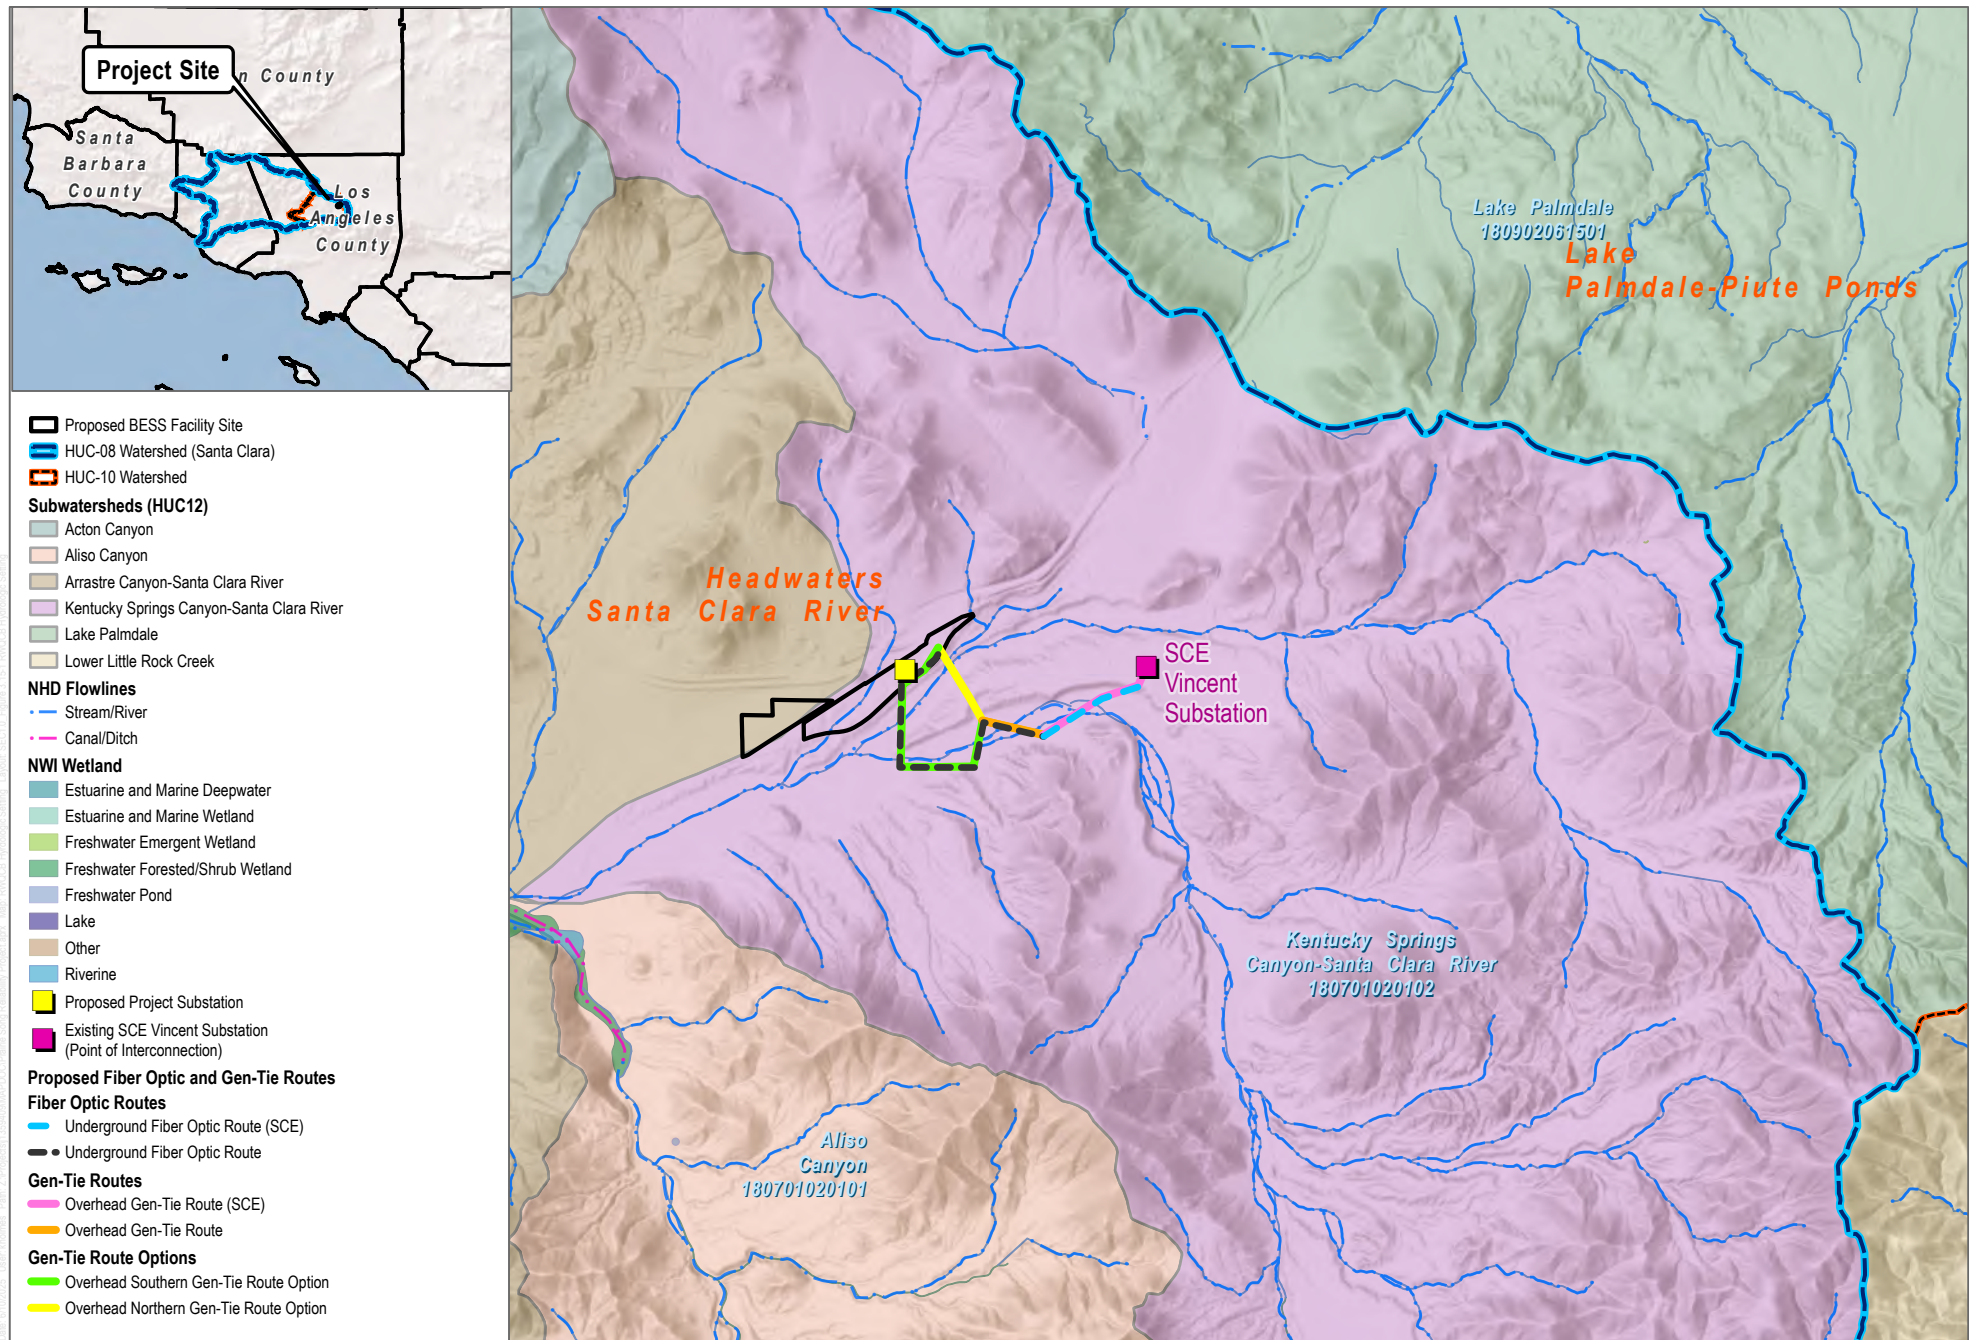 Project Site
n County
Santa
Barbara
County
Los
Angeles
County
Proposed BESS Facility Site
HUC-08 Watershed (Santa Clara)
HUC-10 Watershed
Subwatersheds (HUC12)
Acton Canyon
Aliso Canyon
Arrastre Canyon-Santa Clara River
Kentucky Springs Canyon-Santa Clara River
Lake Palmdale
Lower Little Rock Creek
NHD Flowlines
Stream/River
Canal/Ditch
NWI Wetland
Estuarine and Marine Deepwater
Estuarine and Marine Wetland
Freshwater Emergent Wetland
Freshwater Forested/Shrub Wetland
Freshwater Pond
Lake
Other
Riverine
Proposed Project Substation
Existing SCE Vincent Substation
(Point of Interconnection)
Proposed Fiber Optic and Gen-Tie Routes
Fiber Optic Routes
Underground Fiber Optic Route (SCE)
Underground Fiber Optic Route
Gen-Tie Routes
Overhead Gen-Tie Route (SCE)
Overhead Gen-Tie Route
Gen-Tie Route Options
Overhead Southern Gen-Tie Route Option
Overhead Northern Gen-Tie Route Option
Lake Palmdale
180902061501
Lake
Palmdale-Piute Ponds
Headwaters
Santa Clara River
SCE
Vincent
Substation
Kentucky Springs
Canyon-Santa Clara River
180701020102
Aliso
Canyon
180701020101